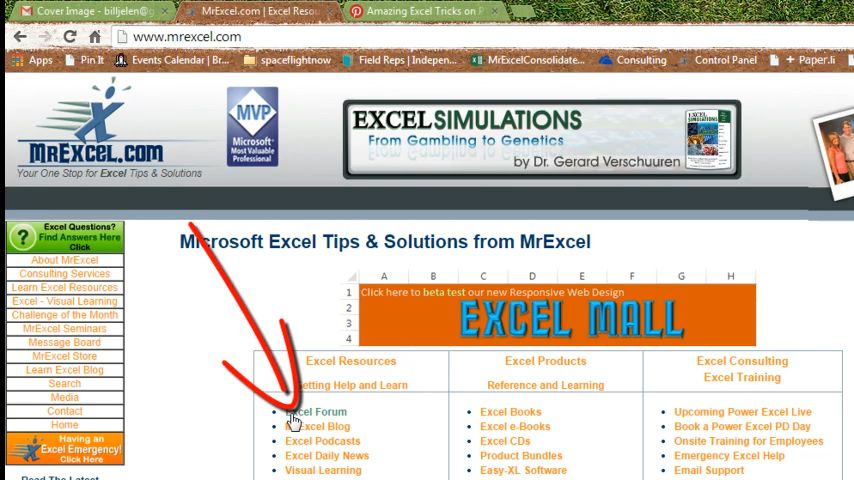 Cover Image - billjelen@g
MrExcel.com | Excel Resou
Amazing Excel Tricks on
www.mrexcel.com
Apps
Pin It
Events Calendar | Br...
spaceflightnow
Field Reps | Indepen...
MrExcelConsolidate...
Consulting
Control Panel
+ Paper.li
MREXCEL.COM
Your One Stop for Excel Tips & Solutions
MVP
Microsoft
Most Valuable
Professional
EXCELSIMULATIONS
From Gambling to Genetics
by Dr. Gerard Verschuuren
Excel Questions?
Find Answers Here
Click
About MrExcel
Consulting Services
Learn Excel Resources
Excel - Visual Learning
Challenge of the Month
MrExcel Seminars
Message Board
MrExcel Store
Learn Excel Blog
Search
Media
Contact
Home
Having an
Excel Emergency!
Click Here
Read The Latest
Microsoft Excel Tips & Solutions from MrExcel
A B C D E F G H
1 Click here to beta test our new Responsive Web Design
2
3
4
EXCEL MALL
Excel Resources
Getting Help and Learn
Excel Forum
MrExcel Blog
Excel Podcasts
Excel Daily News
Visual Learning
Excel Products
Reference and Learning
Excel Books
Excel e-Books
Excel CDs
Product Bundles
Easy-XL Software
Excel Consulting
Excel Training
Upcoming Power Excel Live
Book a Power Excel PD Day
Onsite Training for Employees
Emergency Excel Help
Email Support